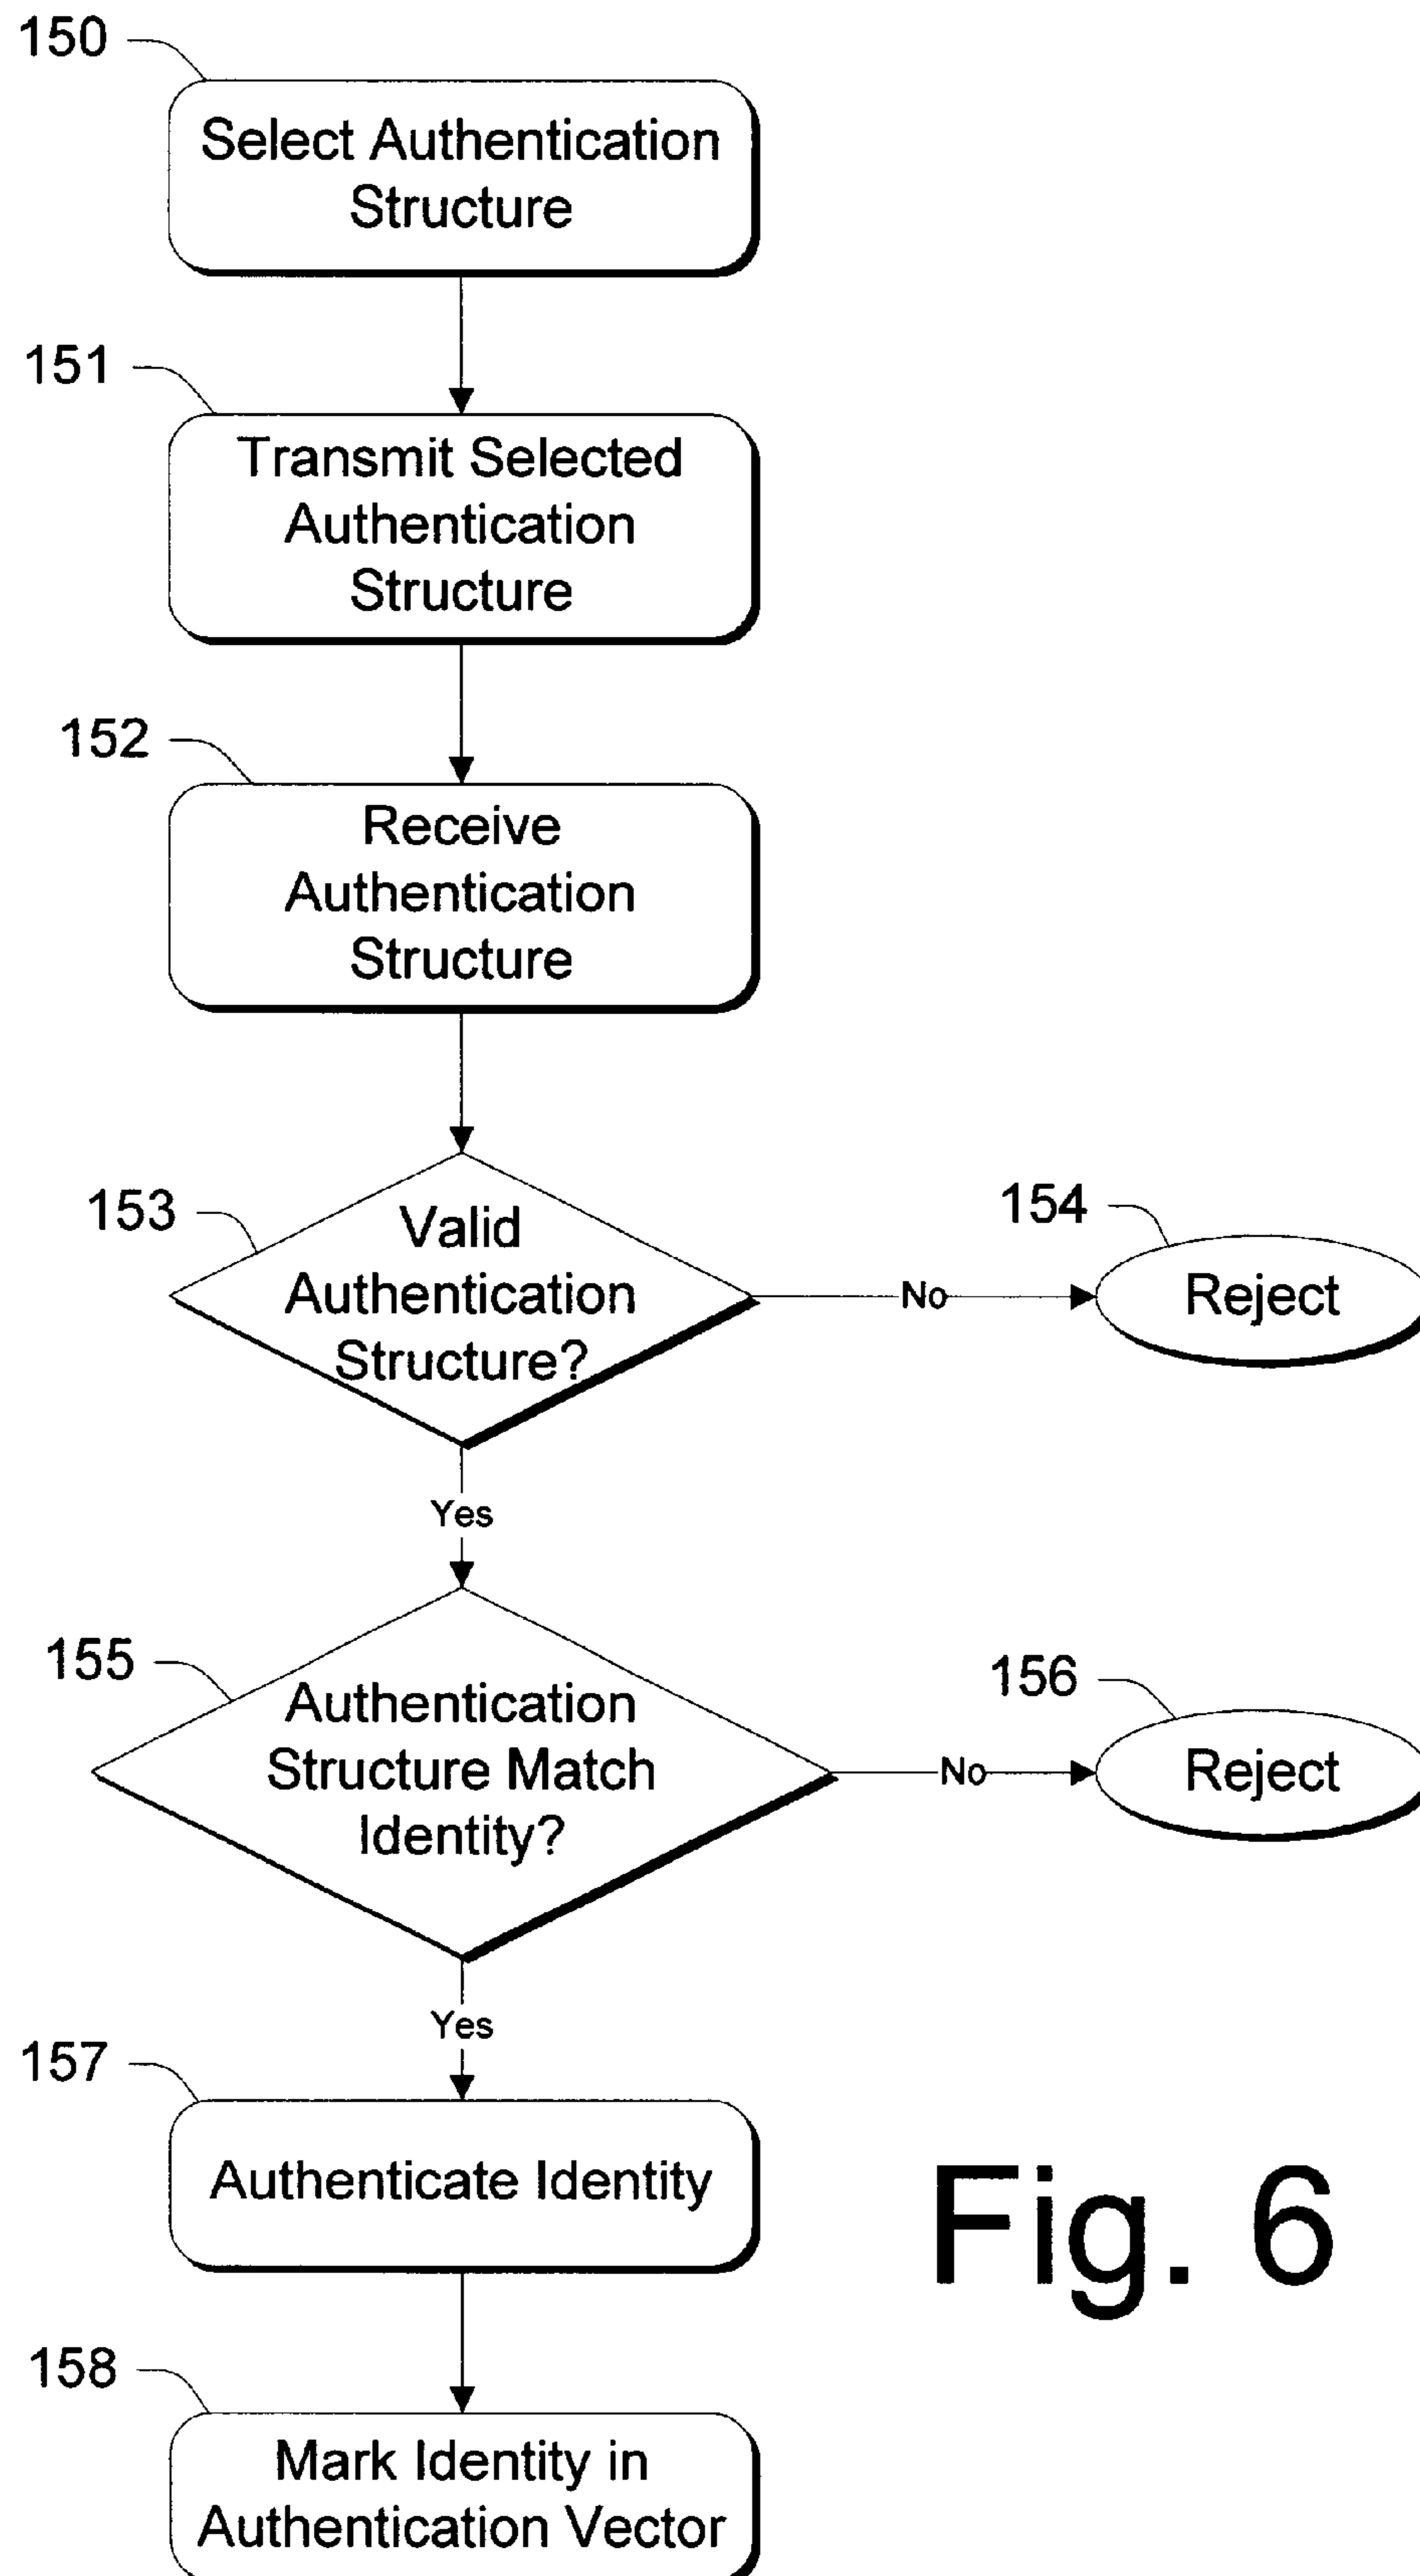 150
Select Authentication
Structure
151
Transmit Selected
Authentication
Structure
152
Receive
Authentication
Structure
153
Valid
Authentication
Structure?
No
154
Reject
Yes
155
Authentication
Structure Match
Identity?
No
156
Reject
Yes
157
Authenticate Identity
Fig. 6
158
Mark Identity in
Authentication Vector